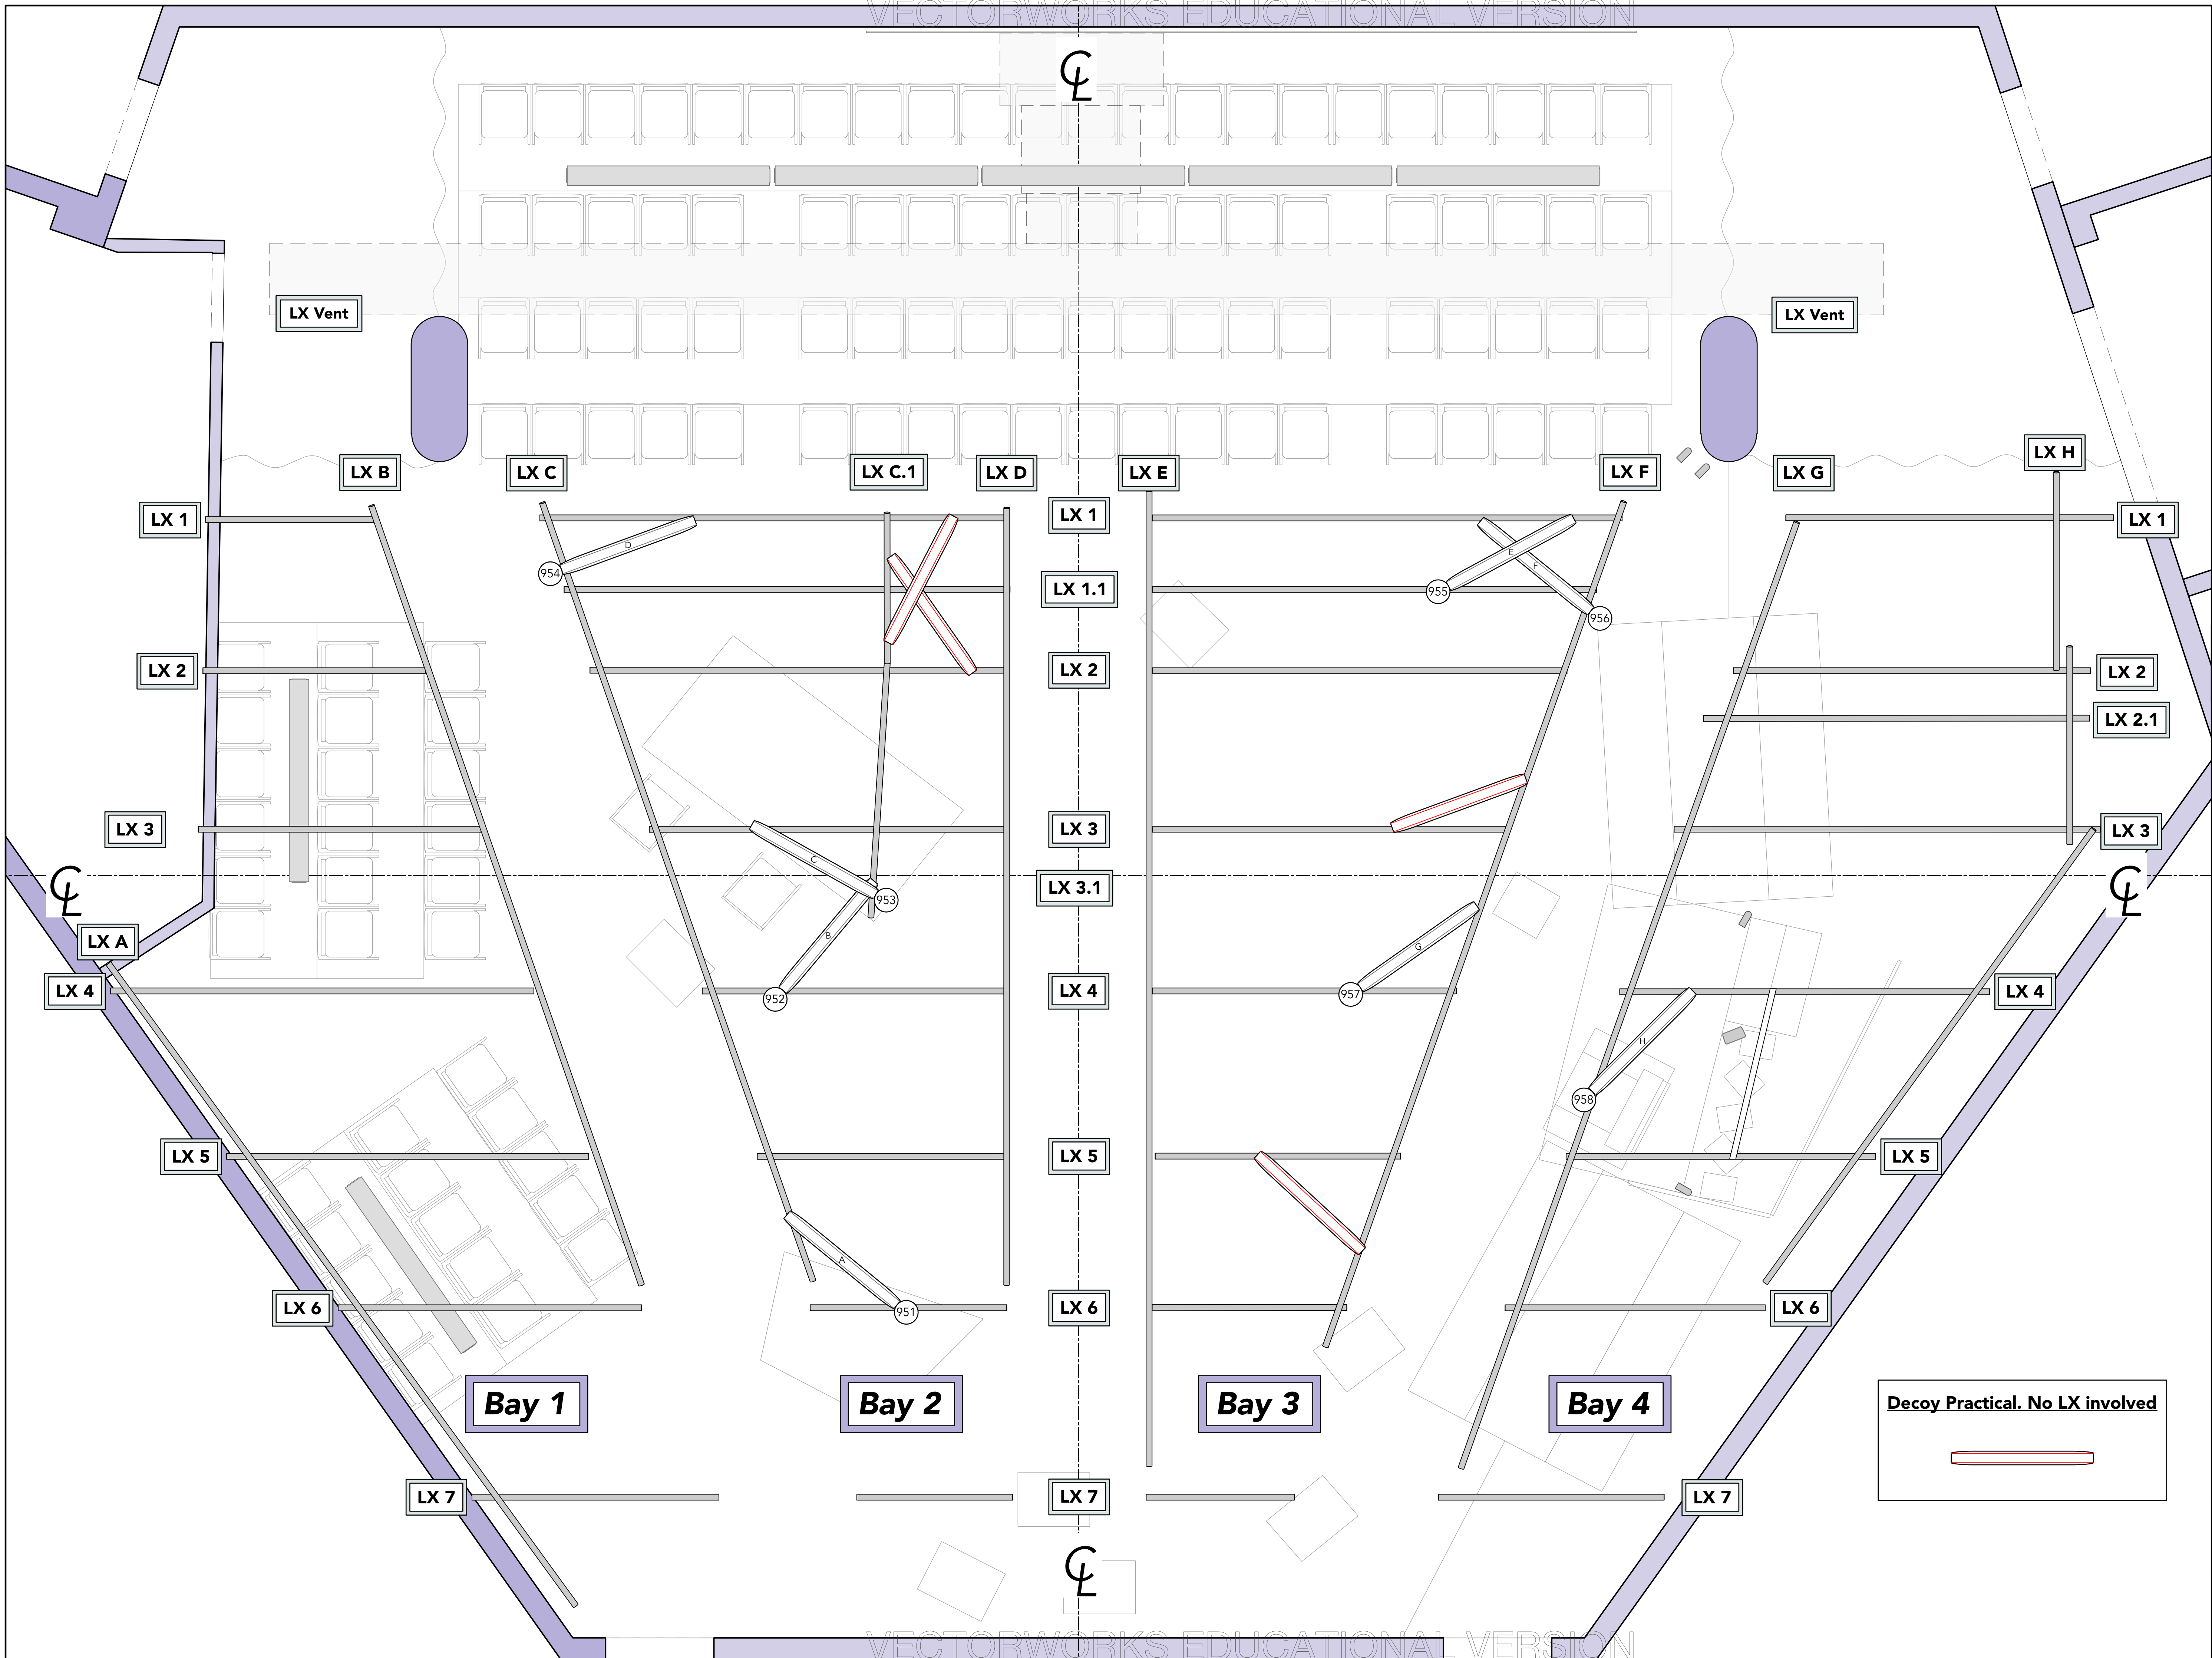 VECTORWORKS EDUCATIONAL VERSION
CL
LX Vent
LX Vent
LX B
LX C
LX C.1
LX D
LX E
LX F
LX G
LX H
LX 1
LX 1
LX 1
D
954
E
F
955
956
LX 1.1
LX 2
LX 2
LX 2
LX 2.1
LX 3
LX 3
LX 3
C
953
B
952
CL
LX 3.1
CL
LX A
G
957
LX 4
LX 4
LX 4
H
958
LX 5
LX 5
LX 5
A
951
LX 6
LX 6
LX 6
Bay 1
Bay 2
Bay 3
Bay 4
Decoy Practical. No LX involved
LX 7
LX 7
LX 7
CL
VECTORWORKS EDUCATIONAL VERSION